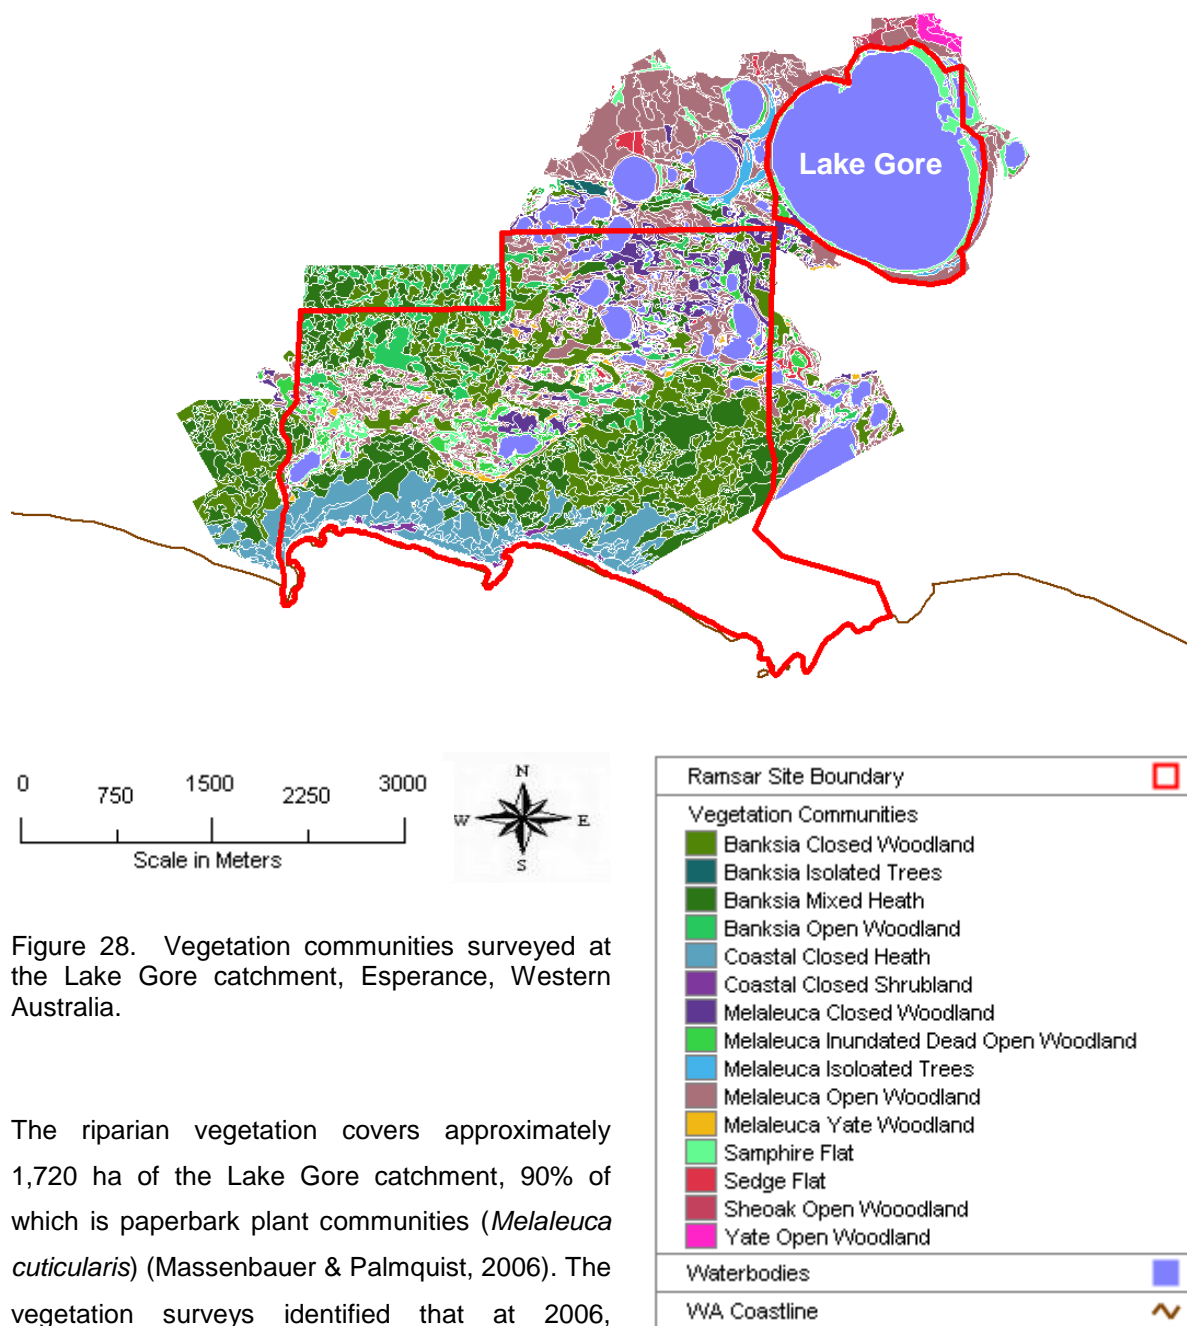 Lake Gore
0 750 1500 2250 3000
Scale in Meters
N
W E
S
Ramsar Site Boundary
Vegetation Communities
Banksia Closed Woodland
Banksia Isolated Trees
Banksia Mixed Heath
Banksia Open Woodland
Coastal Closed Heath
Coastal Closed Shrubland
Melaleuca Closed Woodland
Melaleuca Inundated Dead Open Woodland
Melaleuca Isoloated Trees
Melaleuca Open Woodland
Melaleuca Yate Woodland
Samphire Flat
Sedge Flat
Sheoak Open Wooodland
Yate Open Woodland
Waterbodies
WA Coastline
Figure 28. Vegetation communities surveyed at
the Lake Gore catchment, Esperance, Western
Australia.
The riparian vegetation covers approximately
1,720 ha of the Lake Gore catchment, 90% of
which is paperbark plant communities (Melaleuca
cuticularis) (Massenbauer & Palmquist, 2006). The
vegetation surveys identified that at 2006,